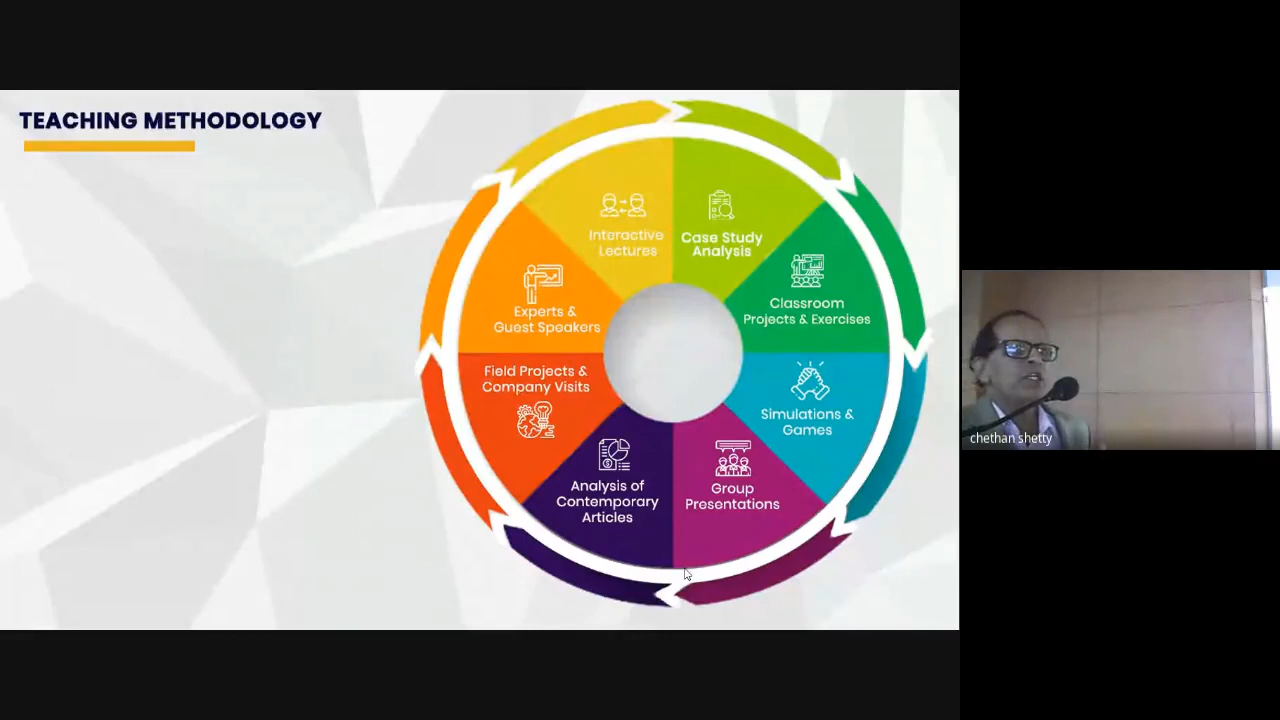 TEACHING METHODOLOGY
Interactive
Lectures
Case Study
Analysis
Classroom
Projects & Exercises
Simulations &
Games
Group
Presentations
Analysis of
Contemporary
Articles
Field Projects &
Company Visits
Experts &
Guest Speakers
chethan shetty